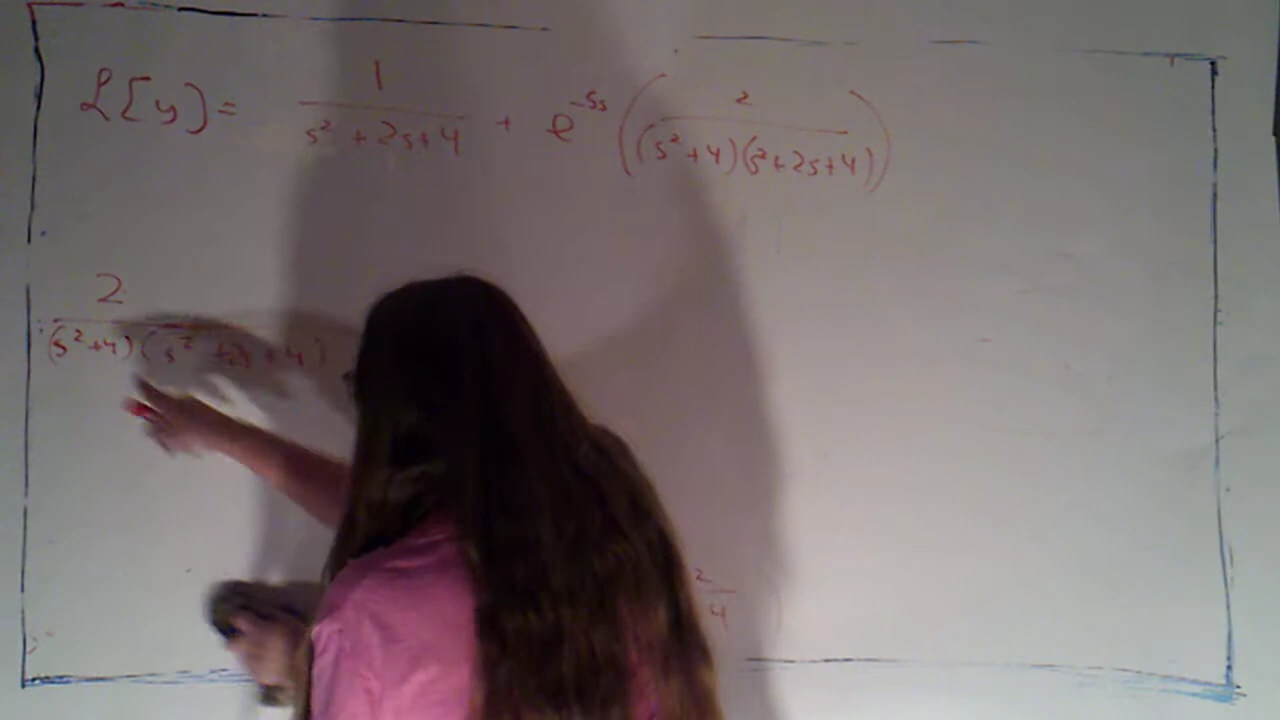 ℒ[y] = 1/(s² + 2s + 4) + e^(-5s) (2/((s² + 4)(s² + 2s + 4)))
2/((s² + 4)(s² + 2s + 4))
2/4